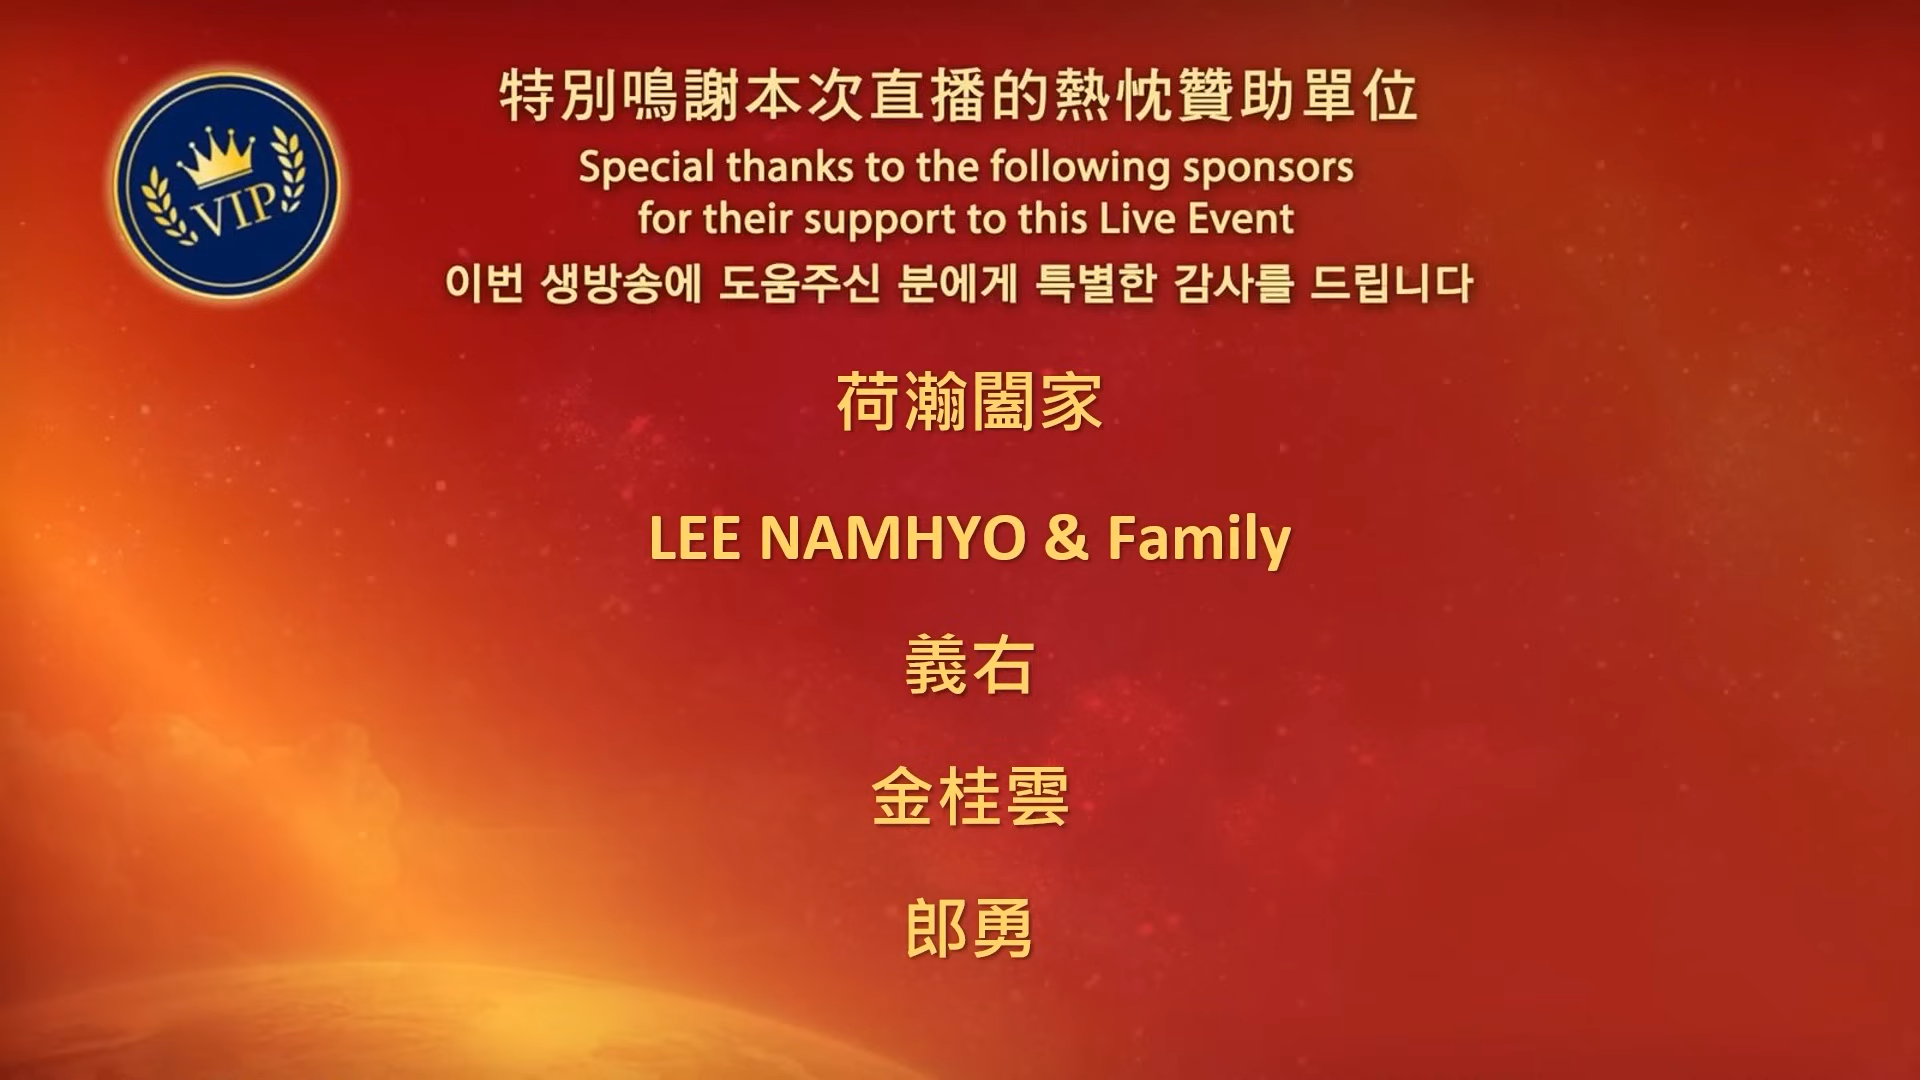 特別鳴謝本次直播的熱忱贊助單位
VIP
Special thanks to the following sponsors
for their support to this Live Event
이번 생방송에 도움주신 분에게 특별한 감사를 드립니다
荷瀚闔家
LEE NAMHYO & Family
義右
金桂雲
郎勇